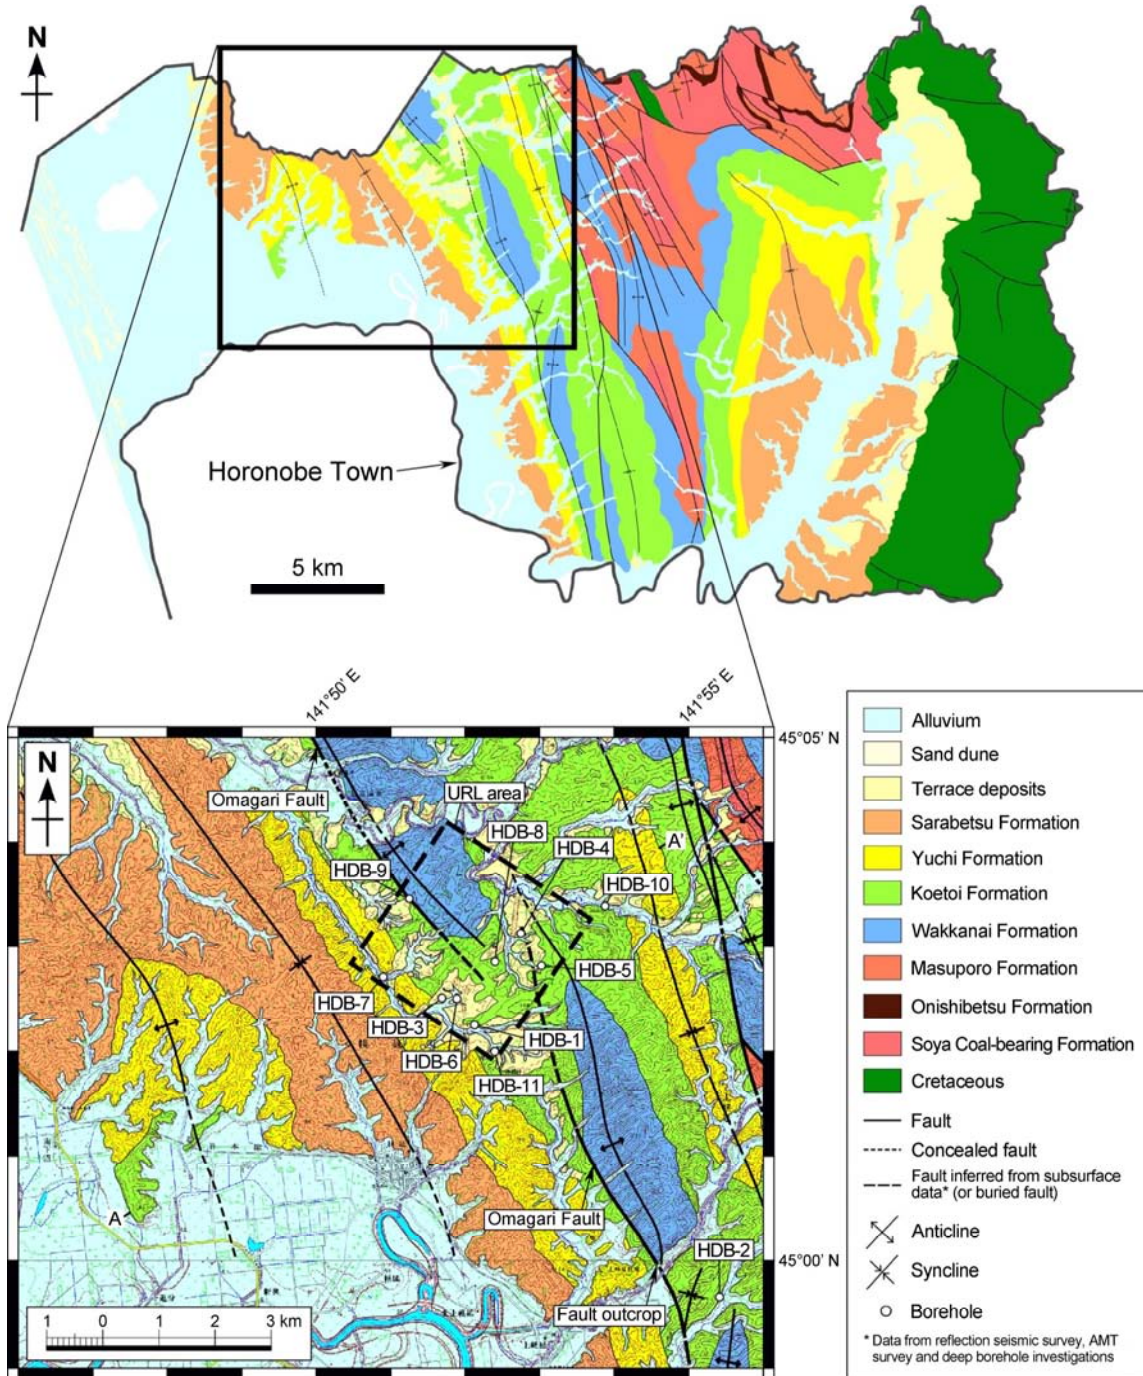 N
Horonobe Town
5 km
141°50' E
141°55' E
45°05' N
N
Omagari Fault
URL area
HDB-8
HDB-4
A'
HDB-9
HDB-10
HDB-5
HDB-7
HDB-3
HDB-1
HDB-6
HDB-11
A
Omagari Fault
HDB-2
45°00' N
Fault outcrop
1 0 1 2 3 km
Alluvium
Sand dune
Terrace deposits
Sarabetsu Formation
Yuchi Formation
Koetoi Formation
Wakkanai Formation
Masuporo Formation
Onishibetsu Formation
Soya Coal-bearing Formation
Cretaceous
Fault
Concealed fault
Fault inferred from subsurface
data* (or buried fault)
Anticline
Syncline
Borehole
* Data from reflection seismic survey, AMT
survey and deep borehole investigations